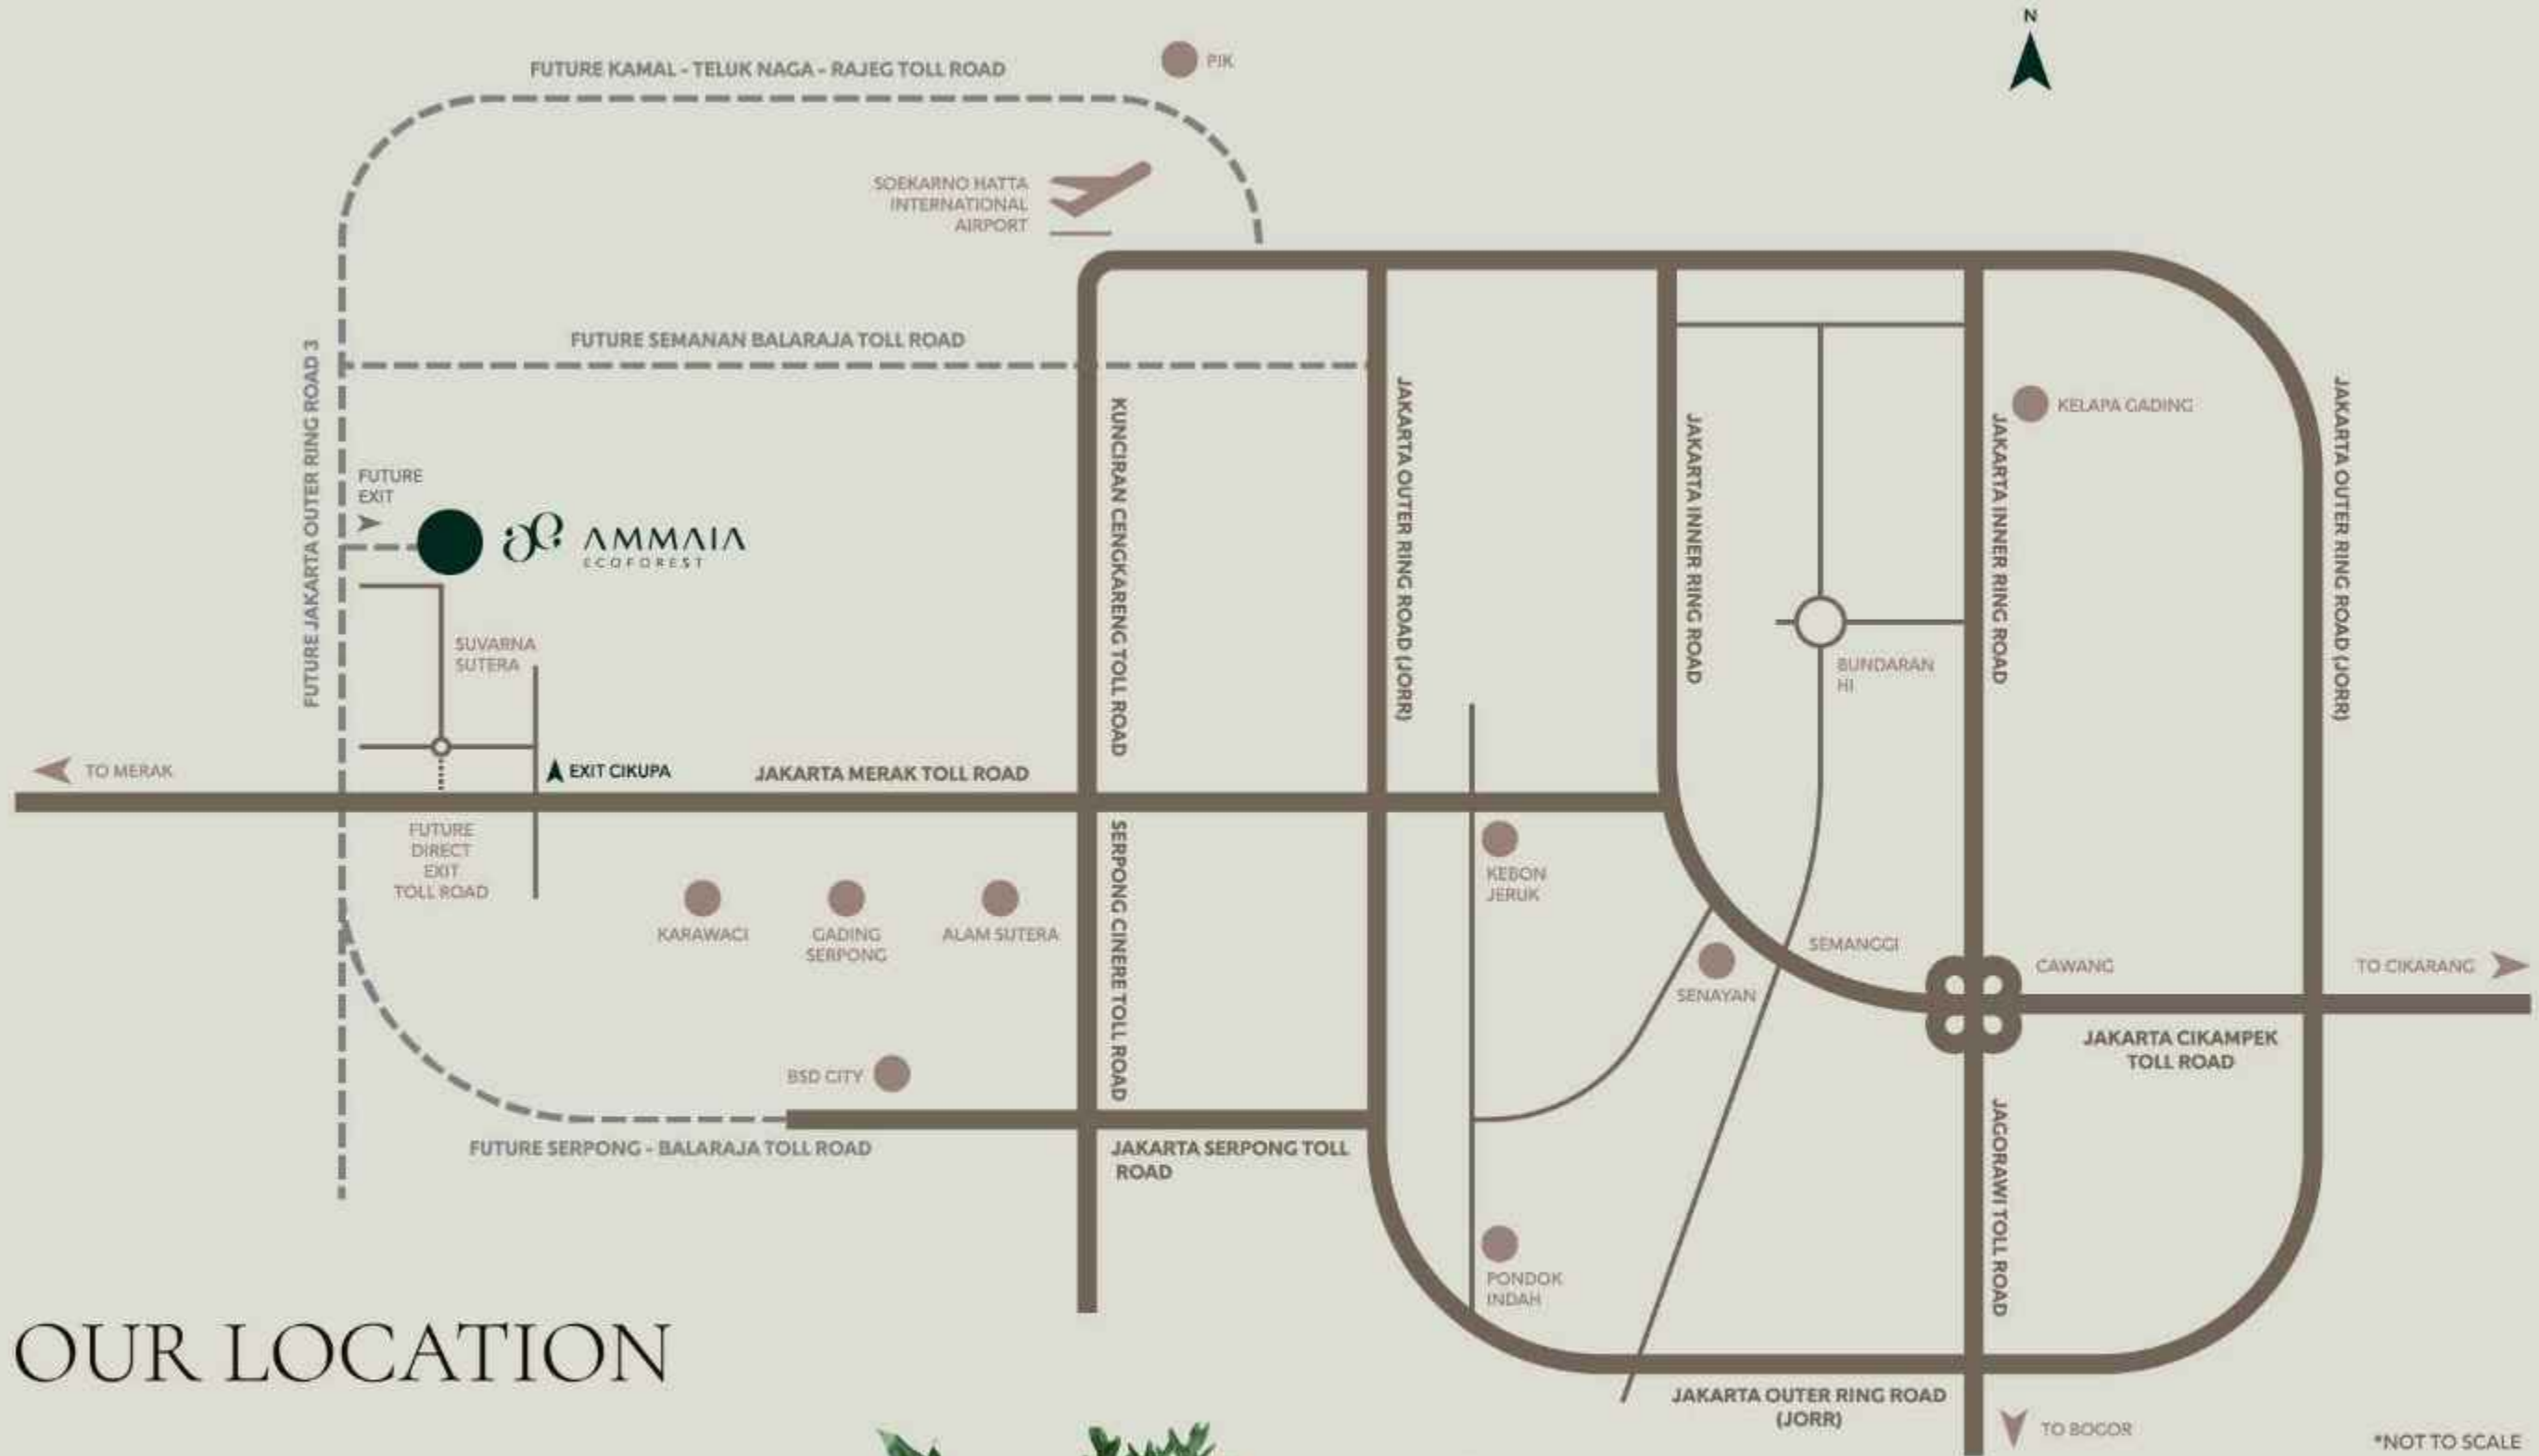 N
PIK
FUTURE KAMAL - TELUK NAGA - RAJEG TOLL ROAD
SOEKARNO HATTA
INTERNATIONAL
AIRPORT
FUTURE SEMANAN BALARAJA TOLL ROAD
FUTURE JAKARTA OUTER RING ROAD 3
KUNCIRAN CENGKARENG TOLL ROAD
JAKARTA OUTER RING ROAD (JORR)
JAKARTA INNER RING ROAD
JAKARTA INNER RING ROAD
KELAPA GADING
JAKARTA OUTER RING ROAD (JORR)
FUTURE
EXIT
AMMAIA
ECOFOREST
SUVARNA
SUTERA
BUNDARAN
HI
TO MERAK
EXIT CIKUPA
JAKARTA MERAK TOLL ROAD
FUTURE
DIRECT
EXIT
TOLL ROAD
SERPONG CINERE TOLL ROAD
KEBON
JERUK
KARAWACI
GADING
SERPONG
ALAM SUTERA
SEMANGGI
SENAYAN
CAWANG
TO CIKARANG
JAKARTA CIKAMPEK
TOLL ROAD
BSD CITY
JAGORAWI TOLL ROAD
FUTURE SERPONG - BALARAJA TOLL ROAD
JAKARTA SERPONG TOLL
ROAD
PONDOK
INDAH
OUR LOCATION
JAKARTA OUTER RING ROAD
(JORR)
TO BOGOR
*NOT TO SCALE